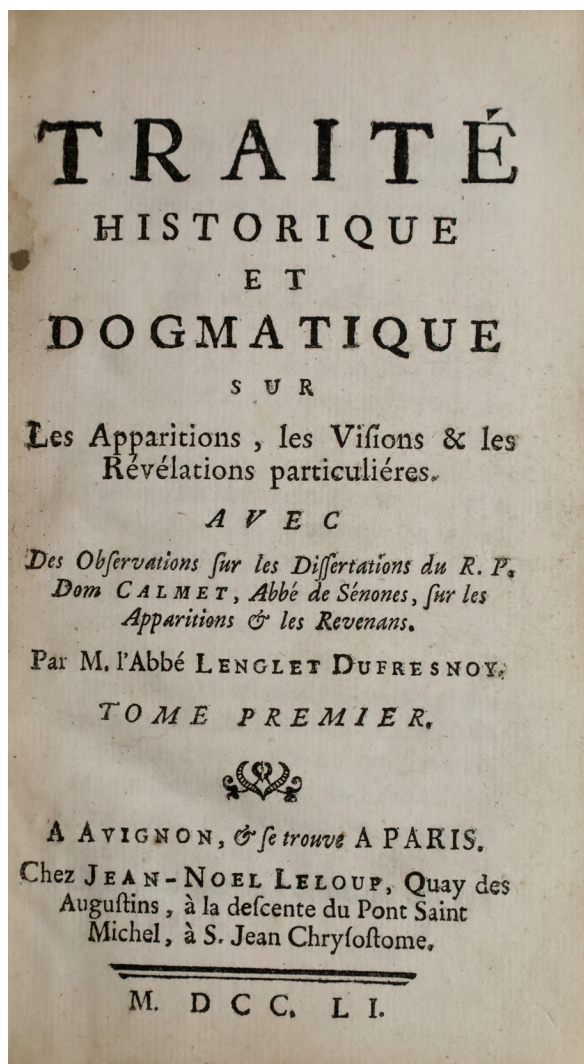 TRAITÉ
HISTORIQUE
ET
DOGMATIQUE
SUR
Les Apparitions, les Viſions & les
Révélations particuliéres.
AVEC
Des Obſervations ſur les Diſſertations du R. P.
Dom CALMET, Abbé de Sénones, ſur les
Apparitions & les Revenans.
Par M. l'Abbé LENGLET DUFRESNOY.
TOME PREMIER.
A AVIGNON, & ſe trouve A PARIS.
Chez JEAN-NOEL LELOUP, Quay des
Auguſtins, à la deſcente du Pont Saint
Michel, à S. Jean Chryſoſtome.
M. DCC. LI.